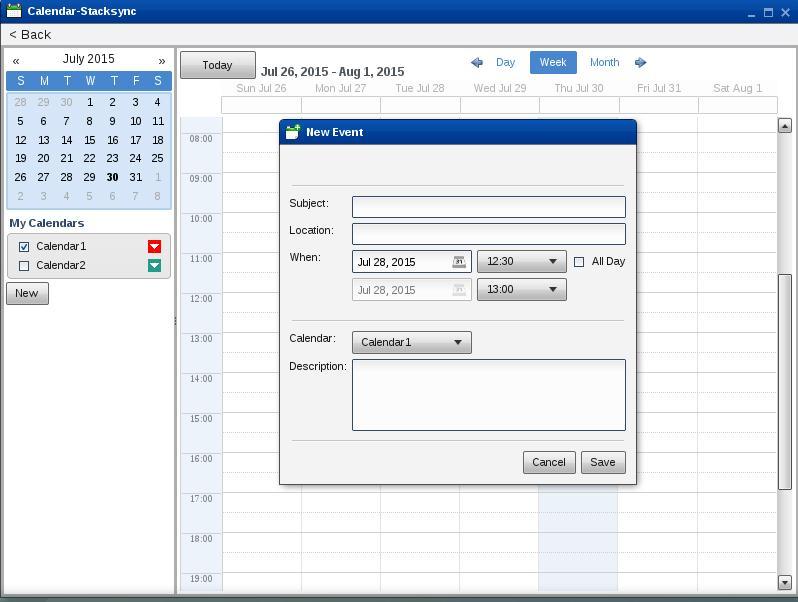 Calendar-Stacksync
< Back
« July 2015 »
S M T W T F S
28 29 30 1 2 3 4
5 6 7 8 9 10 11
12 13 14 15 16 17 18
19 20 21 22 23 24 25
26 27 28 29 30 31 1
2 3 4 5 6 7 8
My Calendars
Calendar1
Calendar2
New
Today
Jul 26, 2015 - Aug 1, 2015
Day Week Month
Sun Jul 26 Mon Jul 27 Tue Jul 28 Wed Jul 29 Thu Jul 30 Fri Jul 31 Sat Aug 1
08:00
09:00
10:00
11:00
12:00
13:00
14:00
15:00
16:00
17:00
18:00
19:00
New Event
Subject:
Location:
When: Jul 28, 2015 31 12:30 All Day
Jul 28, 2015 31 13:00
Calendar: Calendar1
Description:
Cancel Save